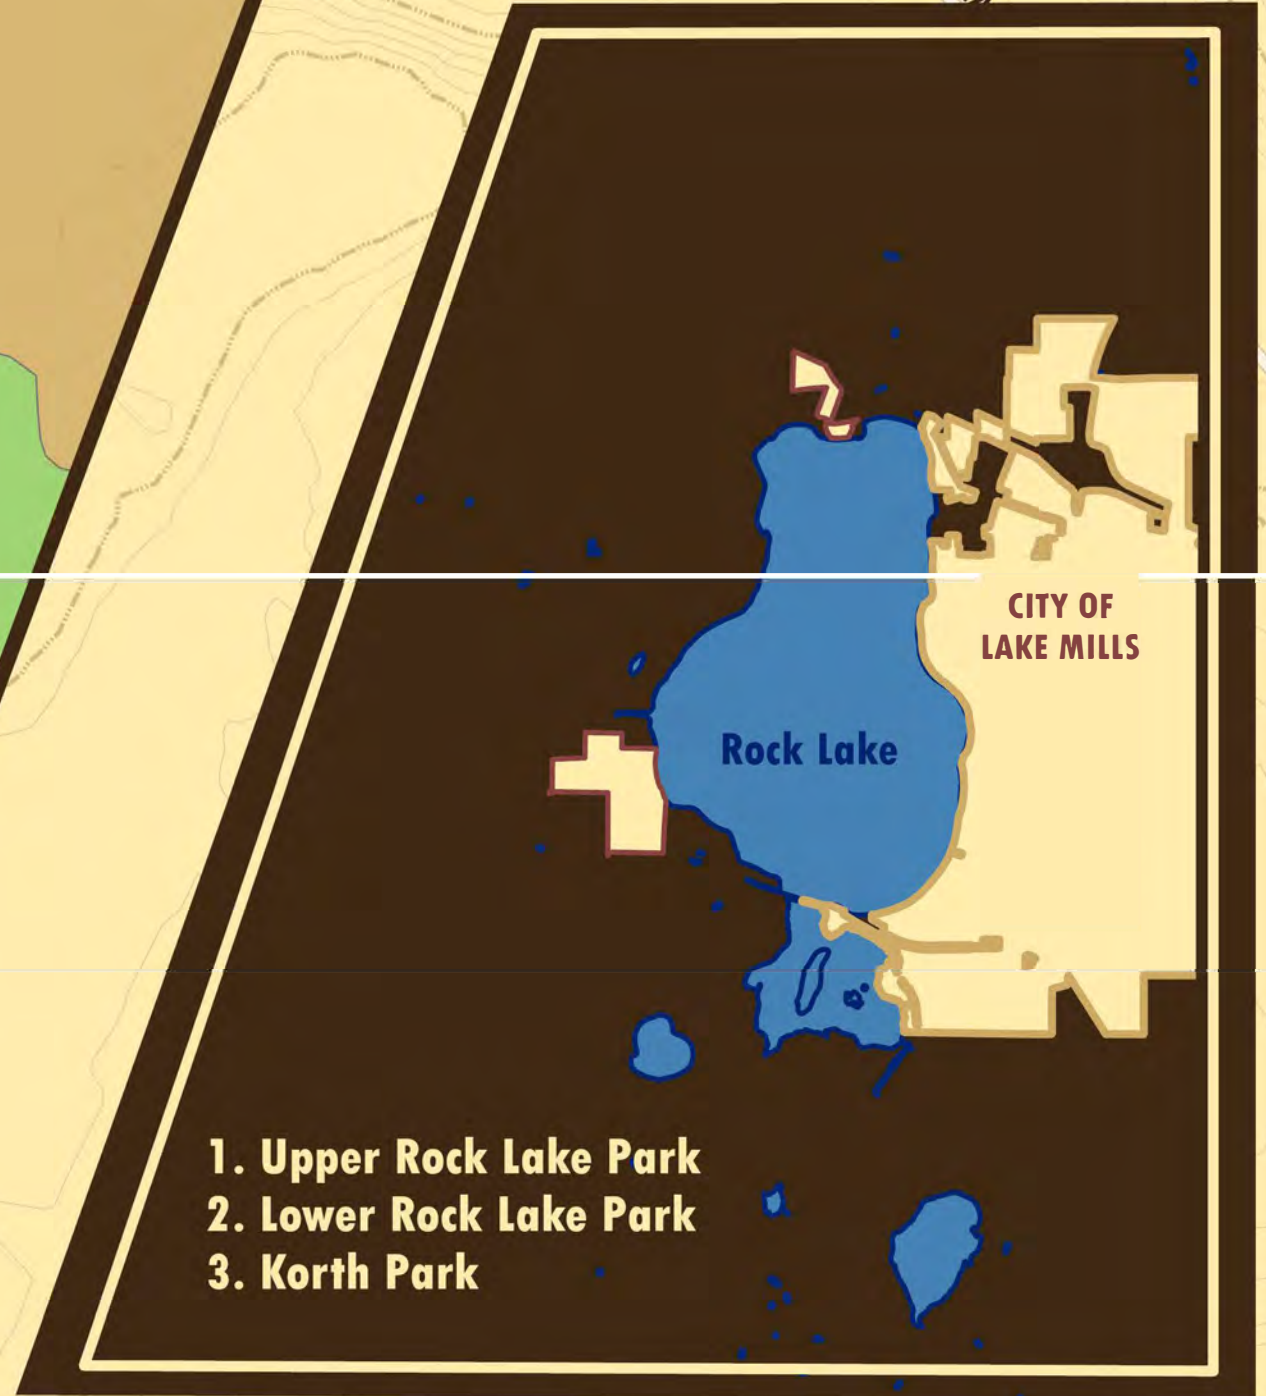 CITY OF
LAKE MILLS
Rock Lake
1. Upper Rock Lake Park
2. Lower Rock Lake Park
3. Korth Park